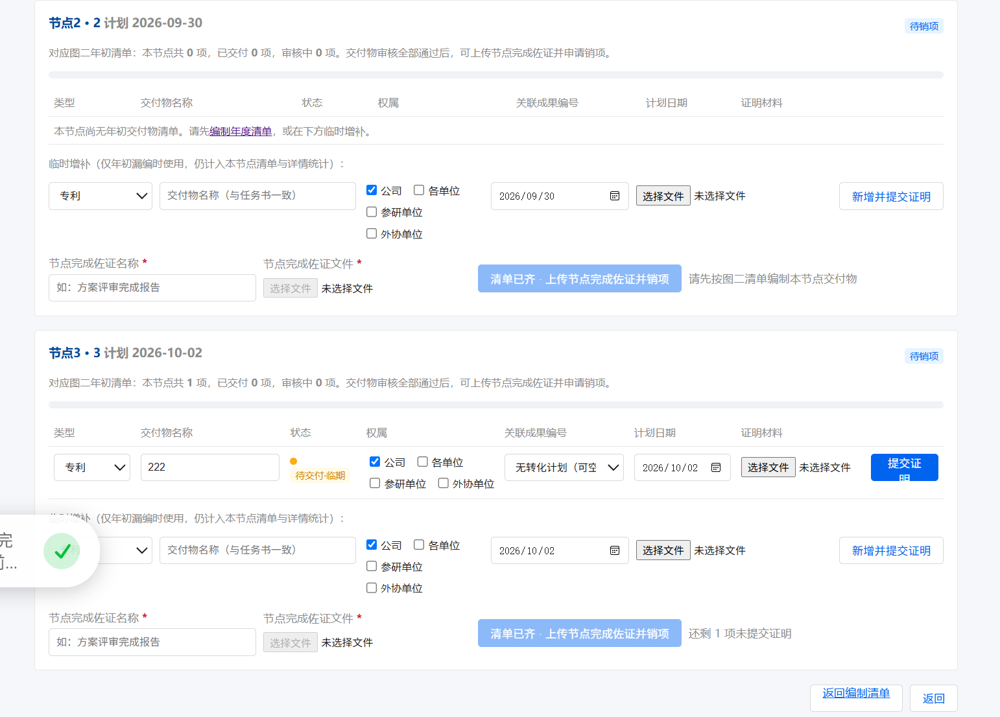 节点2 • 2 计划 2026-09-30
待销项
对应图二年初清单：本节点共 0 项，已交付 0 项，审核中 0 项。交付物审核全部通过后，可上传节点完成佐证并申请销项。
类型 交付物名称 状态 权属 关联成果编号 计划日期 证明材料
本节点尚无年初交付物清单。请先编制年度清单，或在下方临时增补。
临时增补（仅年初漏编时使用，仍计入本节点清单与详情统计）：
专利 交付物名称（与任务书一致） 公司 各单位 2026/09/30 选择文件 未选择文件 新增并提交证明
参研单位
外协单位
节点完成佐证名称 * 节点完成佐证文件 *
如：方案评审完成报告 选择文件 未选择文件 清单已齐 · 上传节点完成佐证并销项 请先按图二清单编制本节点交付物
节点3 • 3 计划 2026-10-02
待销项
对应图二年初清单：本节点共 1 项，已交付 0 项，审核中 0 项。交付物审核全部通过后，可上传节点完成佐证并申请销项。
类型 交付物名称 状态 权属 关联成果编号 计划日期 证明材料
专利 222 待交付·临期 公司 各单位 无转化计划（可空 2026/10/02 选择文件 未选择文件 提交证明
参研单位 外协单位
临时增补（仅年初漏编时使用，仍计入本节点清单与详情统计）：
完
前...
专利 交付物名称（与任务书一致） 公司 各单位 2026/10/02 选择文件 未选择文件 新增并提交证明
参研单位
外协单位
节点完成佐证名称 * 节点完成佐证文件 *
如：方案评审完成报告 选择文件 未选择文件 清单已齐 · 上传节点完成佐证并销项 还剩 1 项未提交证明
返回编制清单 返回